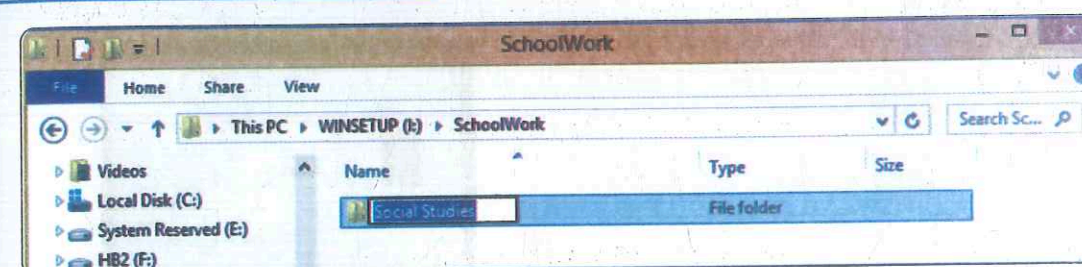 SchoolWork
File Home Share View
This PC WINSETUP (I:) SchoolWork Search Sc...
Videos Name Type Size
Local Disk (C:)
Social Studies File folder
System Reserved (E:)
HB2 (F:)